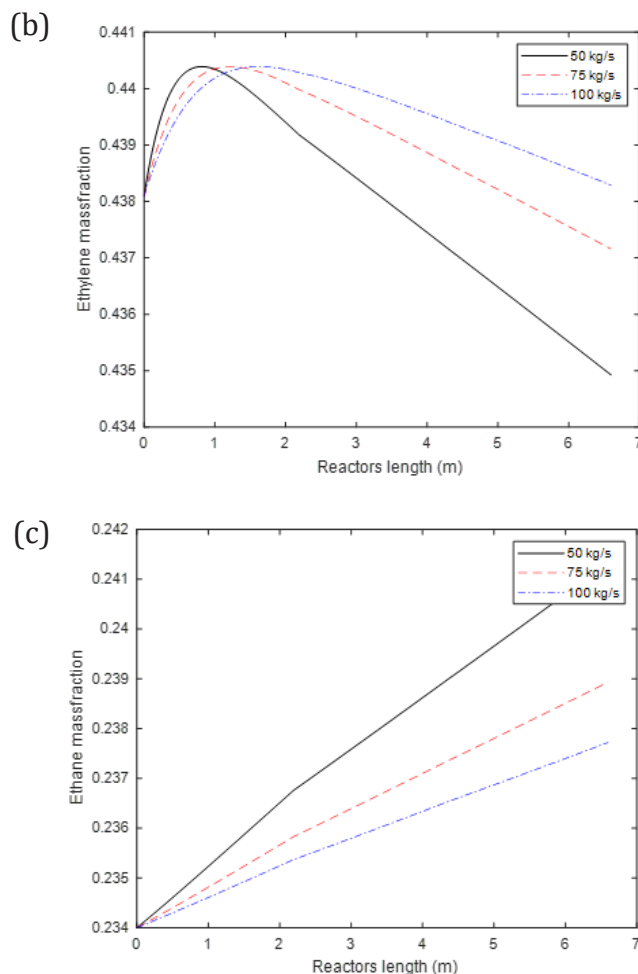 (b)
0.441
0.44
0.439
0.438
0.437
0.436
0.435
0.434
Ethylene massfraction
50 kg/s
75 kg/s
100 kg/s
0 1 2 3 4 5 6 7
Reactors length (m)
(c)
0.242
0.241
0.24
0.239
0.238
0.237
0.236
0.235
0.234
Ethane massfraction
50 kg/s
75 kg/s
100 kg/s
0 1 2 3 4 5 6 7
Reactors length (m)